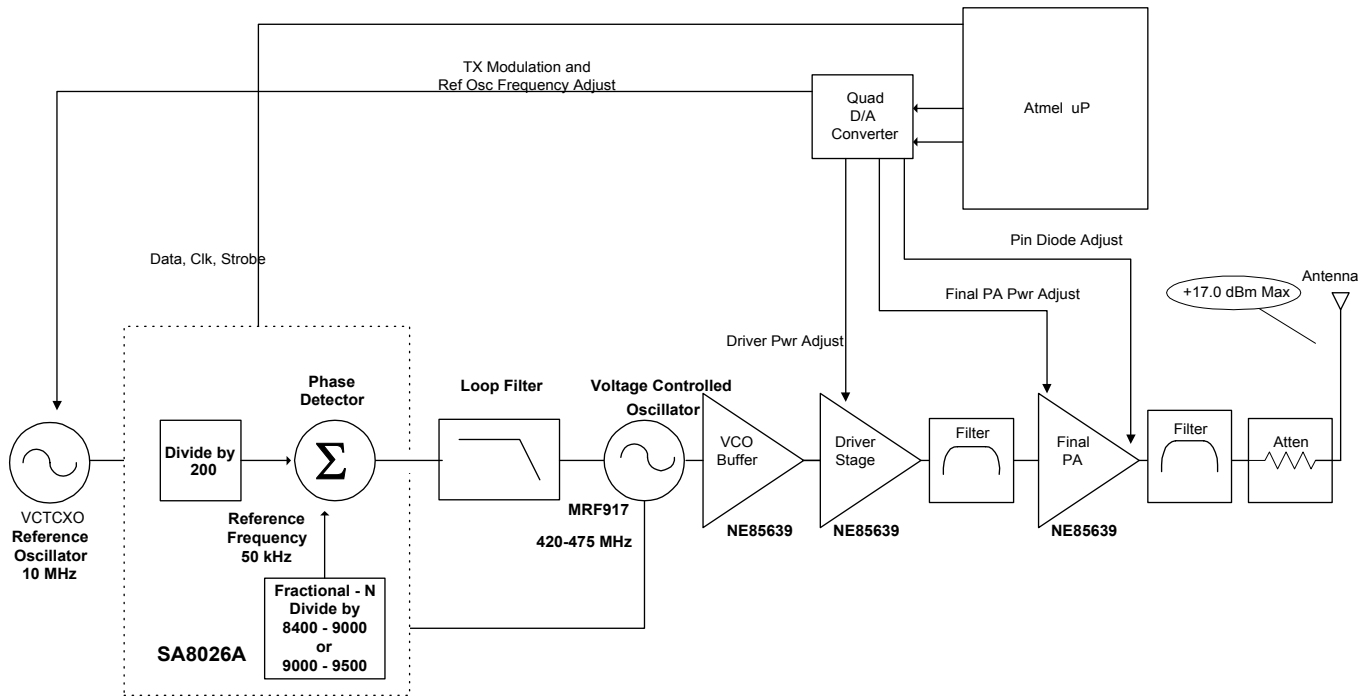 TX Modulation and
Ref Osc Frequency Adjust
Quad
D/A
Converter
Atmel uP
Data, Clk, Strobe
Pin Diode Adjust
Final PA Pwr Adjust
Driver Pwr Adjust
+17.0 dBm Max
Antenna
Phase
Detector
Loop Filter
Voltage Controlled
Oscillator
Divide by
200
Σ
VCO
Buffer
Driver
Stage
Filter
Final
PA
Filter
Atten
VCTCXO
Reference
Oscillator
10 MHz
Reference
Frequency
50 kHz
MRF917
420-475 MHz
NE85639
NE85639
NE85639
Fractional - N
Divide by
8400 - 9000
or
9000 - 9500
SA8026A